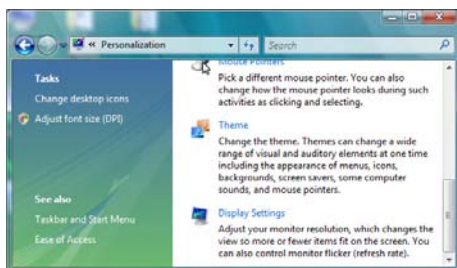 « Personalization
Search
Tasks
Change desktop icons
Adjust font size (DPI)
See also
Taskbar and Start Menu
Ease of Access
Mouse Pointers
Pick a different mouse pointer. You can also
change how the mouse pointer looks during such
activities as clicking and selecting.
Theme
Change the theme. Themes can change a wide
range of visual and auditory elements at one time
including the appearance of menus, icons,
backgrounds, screen savers, some computer
sounds, and mouse pointers.
Display Settings
Adjust your monitor resolution, which changes the
view so more or fewer items fit on the screen. You
can also control monitor flicker (refresh rate).